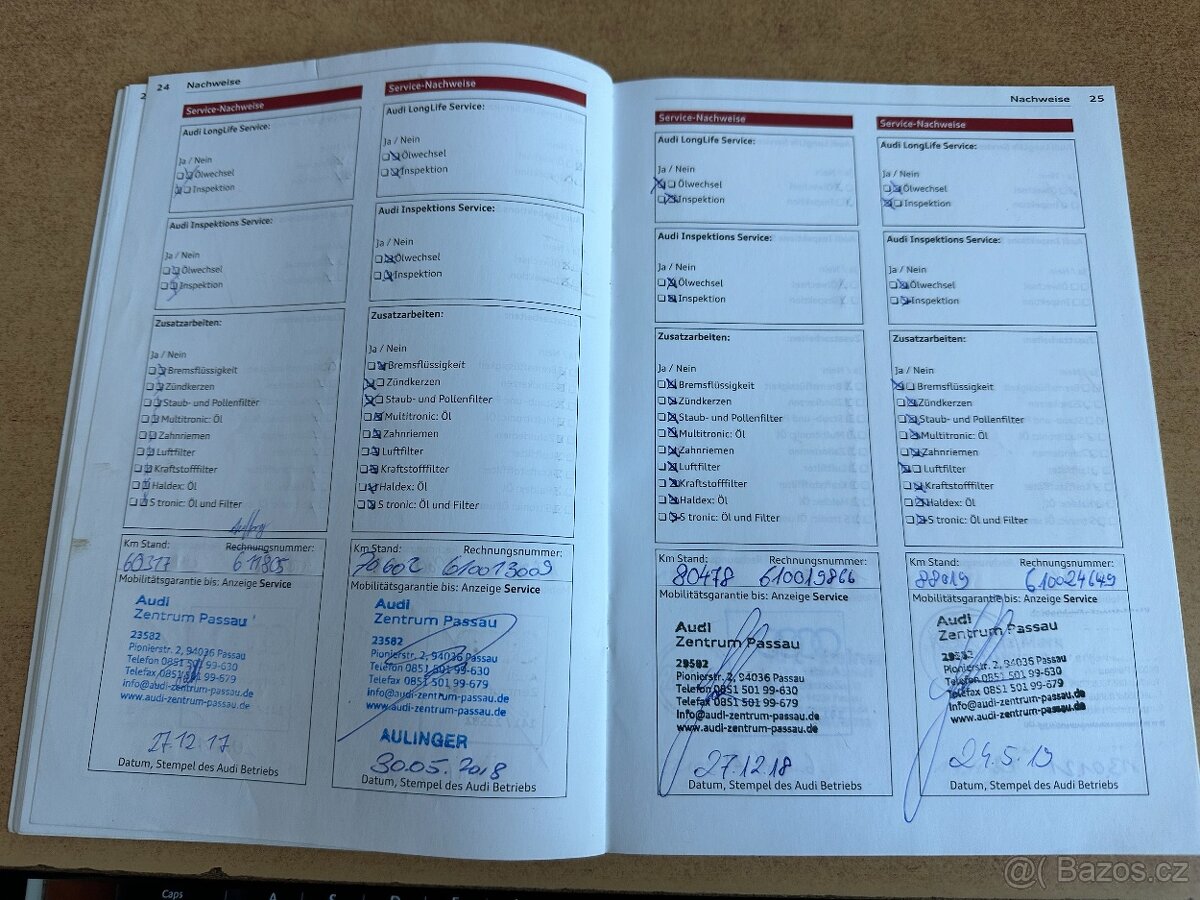 24 Nachweise
Service-Nachweise
Audi LongLife Service:
Ja / Nein
Ölwechsel
Inspektion
Audi Inspektions Service:
Ja / Nein
Ölwechsel
Inspektion
Zusatzarbeiten:
Ja / Nein
Bremsflüssigkeit
Zündkerzen
Staub- und Pollenfilter
Multitronic: Öl
Zahnriemen
Luftfilter
Kraftstofffilter
Haldex: Öl
S tronic: Öl und Filter
Km Stand: Rechnungsnummer:
60317 611805
Mobilitätsgarantie bis: Anzeige Service
Audi
Zentrum Passau
23582
Pionierstr. 2, 94036 Passau
Telefon 0851 501 99-630
Telefax 0851 501 99-679
info@audi-zentrum-passau.de
www.audi-zentrum-passau.de
27.12.17
Datum, Stempel des Audi Betriebs
Service-Nachweise
Audi LongLife Service:
Ja / Nein
Ölwechsel
Inspektion
Audi Inspektions Service:
Ja / Nein
Ölwechsel
Inspektion
Zusatzarbeiten:
Ja / Nein
Bremsflüssigkeit
Zündkerzen
Staub- und Pollenfilter
Multitronic: Öl
Zahnriemen
Luftfilter
Kraftstofffilter
Haldex: Öl
S tronic: Öl und Filter
Km Stand: Rechnungsnummer:
70602 610013009
Mobilitätsgarantie bis: Anzeige Service
Audi
Zentrum Passau
23582
Pionierstr. 2, 94036 Passau
Telefon 0851 501 99-630
Telefax 0851 501 99-679
info@audi-zentrum-passau.de
www.audi-zentrum-passau.de
AULINGER
30.05.2018
Datum, Stempel des Audi Betriebs
Nachweise 25
Service-Nachweise
Audi LongLife Service:
Ja / Nein
Ölwechsel
Inspektion
Audi Inspektions Service:
Ja / Nein
Ölwechsel
Inspektion
Zusatzarbeiten:
Ja / Nein
Bremsflüssigkeit
Zündkerzen
Staub- und Pollenfilter
Multitronic: Öl
Zahnriemen
Luftfilter
Kraftstofffilter
Haldex: Öl
S tronic: Öl und Filter
Km Stand: Rechnungsnummer:
80478 610019866
Mobilitätsgarantie bis: Anzeige Service
Audi
Zentrum Passau
29582
Pionierstr. 2, 94036 Passau
Telefon 0851 501 99-630
Telefax 0851 501 99-679
Info@audi-zentrum-passau.de
www.audi-zentrum-passau.de
27.12.18
Datum, Stempel des Audi Betriebs
Service-Nachweise
Audi LongLife Service:
Ja / Nein
Ölwechsel
Inspektion
Audi Inspektions Service:
Ja / Nein
Ölwechsel
Inspektion
Zusatzarbeiten:
Ja / Nein
Bremsflüssigkeit
Zündkerzen
Staub- und Pollenfilter
Multitronic: Öl
Zahnriemen
Luftfilter
Kraftstofffilter
Haldex: Öl
S tronic: Öl und Filter
Km Stand: Rechnungsnummer:
88019 610024649
Mobilitätsgarantie bis: Anzeige Service
Audi
Zentrum Passau
Pionierstr. 2, 94036 Passau
Telefon 0851 501 99-630
Telefax 0851 501 99-679
Info@audi-zentrum-passau.de
www.audi-zentrum-passau.de
24.5.19
Datum, Stempel des Audi Betriebs
Caps
Bazos.cz